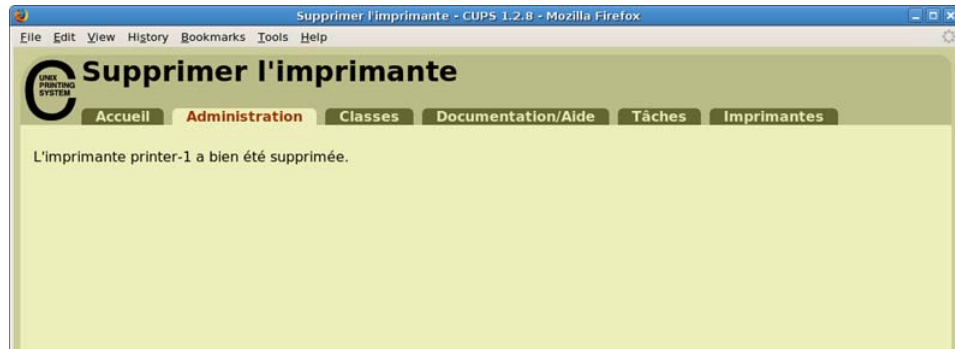 Supprimer l'imprimante - CUPS 1.2.8 - Mozilla Firefox
File Edit View History Bookmarks Tools Help
UNIX
PRINTING
SYSTEM
Supprimer l'imprimante
Accueil Administration Classes Documentation/Aide Tâches Imprimantes
L'imprimante printer-1 a bien été supprimée.